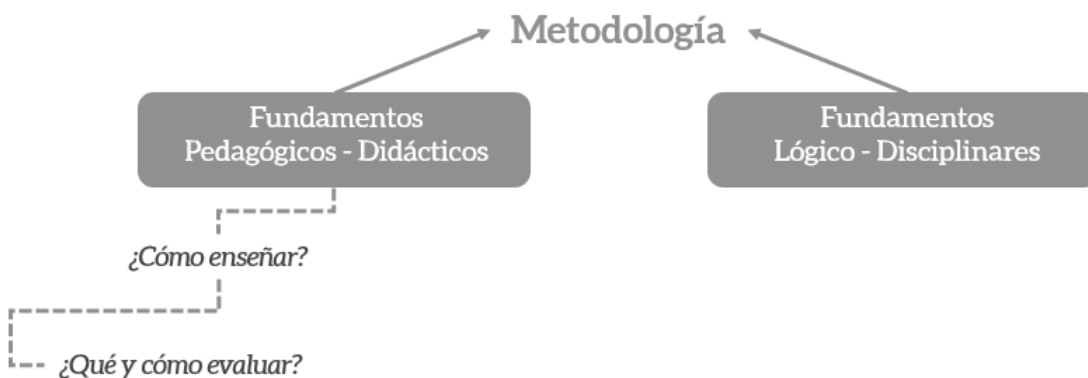 Metodología
Fundamentos
Pedagógicos - Didácticos
Fundamentos
Lógico - Disciplinares
¿Cómo enseñar?
¿Qué y cómo evaluar?